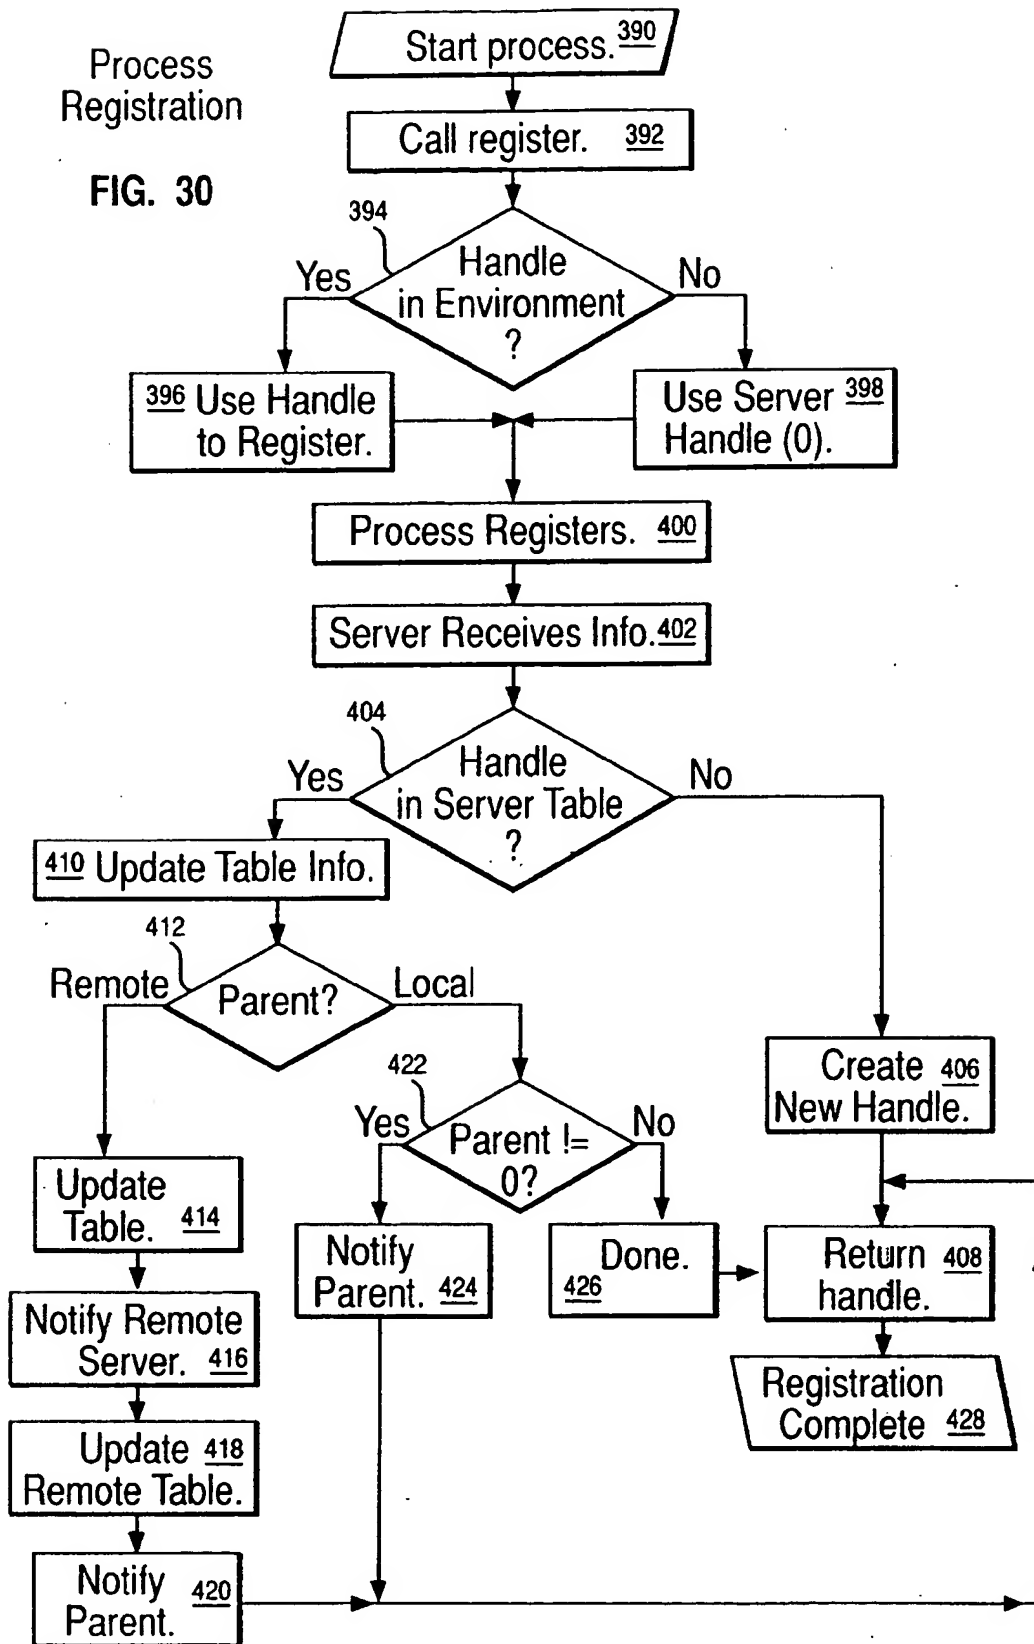 Process
Registration
FIG. 30
Start process. 390
Call register. 392
394
Handle
in Environment
?
Yes
No
396 Use Handle
to Register.
Use Server 398
Handle (0).
Process Registers. 400
Server Receives Info. 402
404
Handle
in Server Table
?
Yes
No
410 Update Table Info.
412
Parent?
Remote
Local
422
Parent !=
0?
Yes
No
Create 406
New Handle.
Update
Table. 414
Notify
Parent. 424
Done.
426
Return 408
handle.
Notify Remote
Server. 416
Registration
Complete 428
Update 418
Remote Table.
Notify 420
Parent.